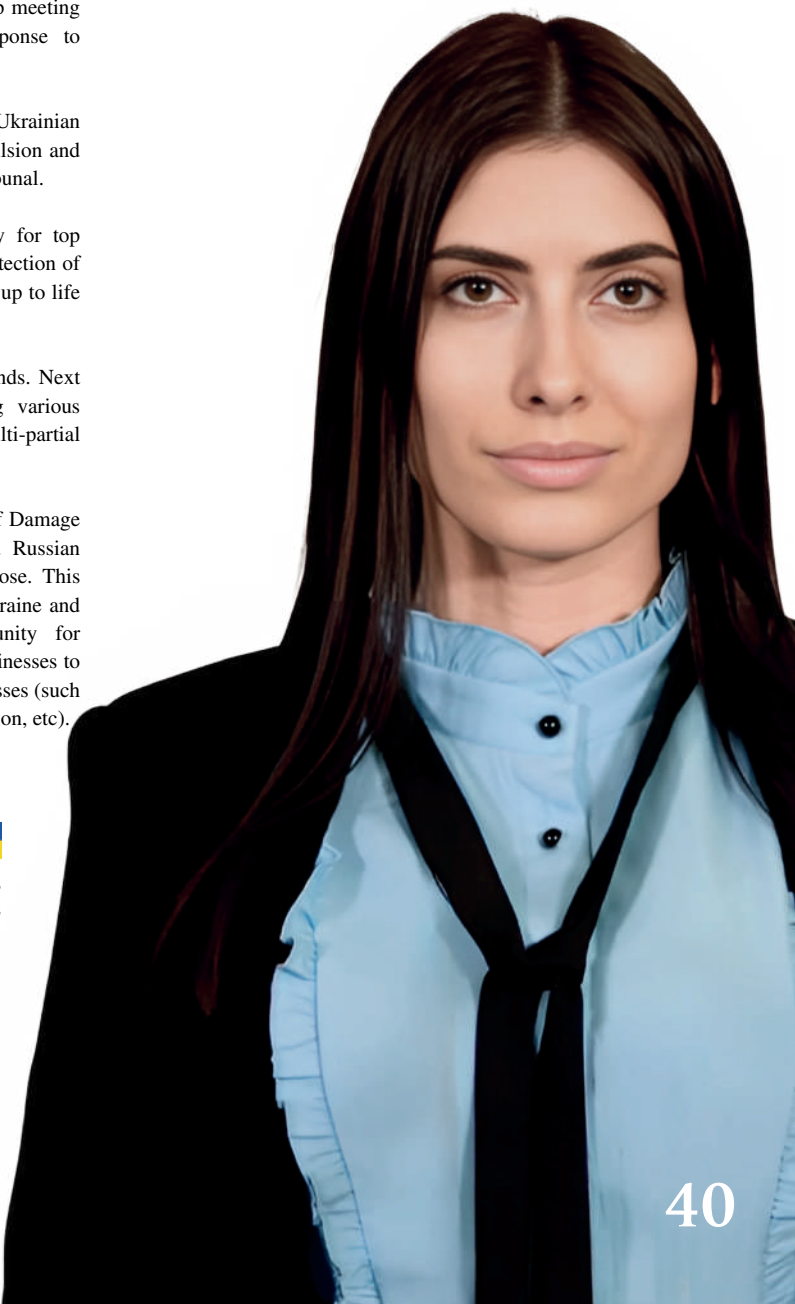 meeting
ponse to
Ukrainian
lsion and
ounal.
y for top
tection of
up to life
nds. Next
g various
lti-partial
f Damage
. Russian
ose. This
raine and
unity for
inesses to
sses (such
on, etc).
40